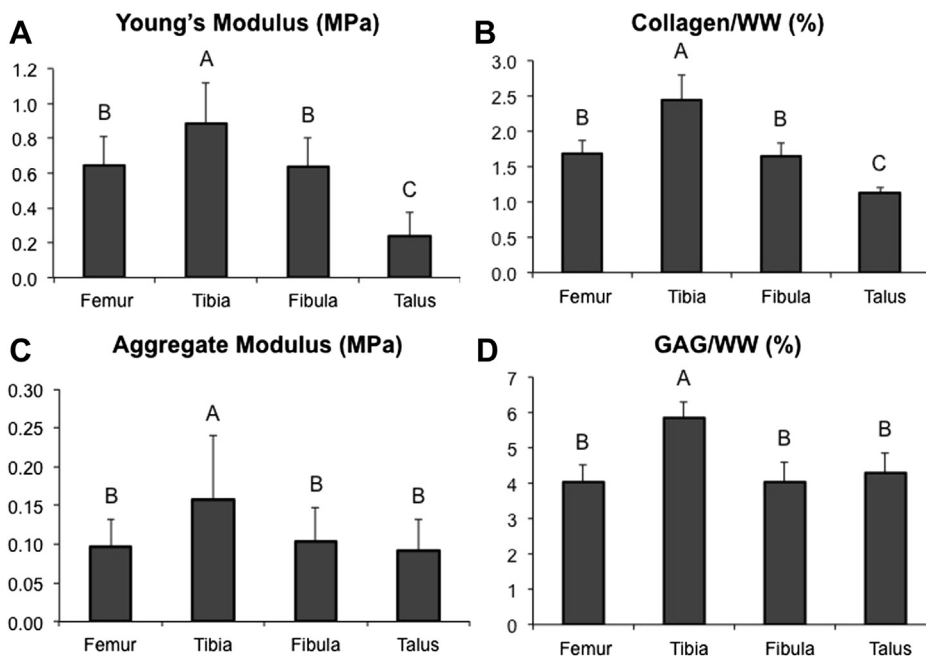 A
Young's Modulus (MPa)
1.2
1.0
0.8
0.6
0.4
0.2
0.0
B
A
B
C
Femur
Tibia
Fibula
Talus
B
Collagen/WW (%)
3.0
2.5
2.0
1.5
1.0
0.5
0.0
B
A
B
C
Femur
Tibia
Fibula
Talus
C
Aggregate Modulus (MPa)
0.30
0.25
0.20
0.15
0.10
0.05
0.00
B
A
B
B
Femur
Tibia
Fibula
Talus
D
GAG/WW (%)
7
6
5
4
3
2
1
0
B
A
B
B
Femur
Tibia
Fibula
Talus